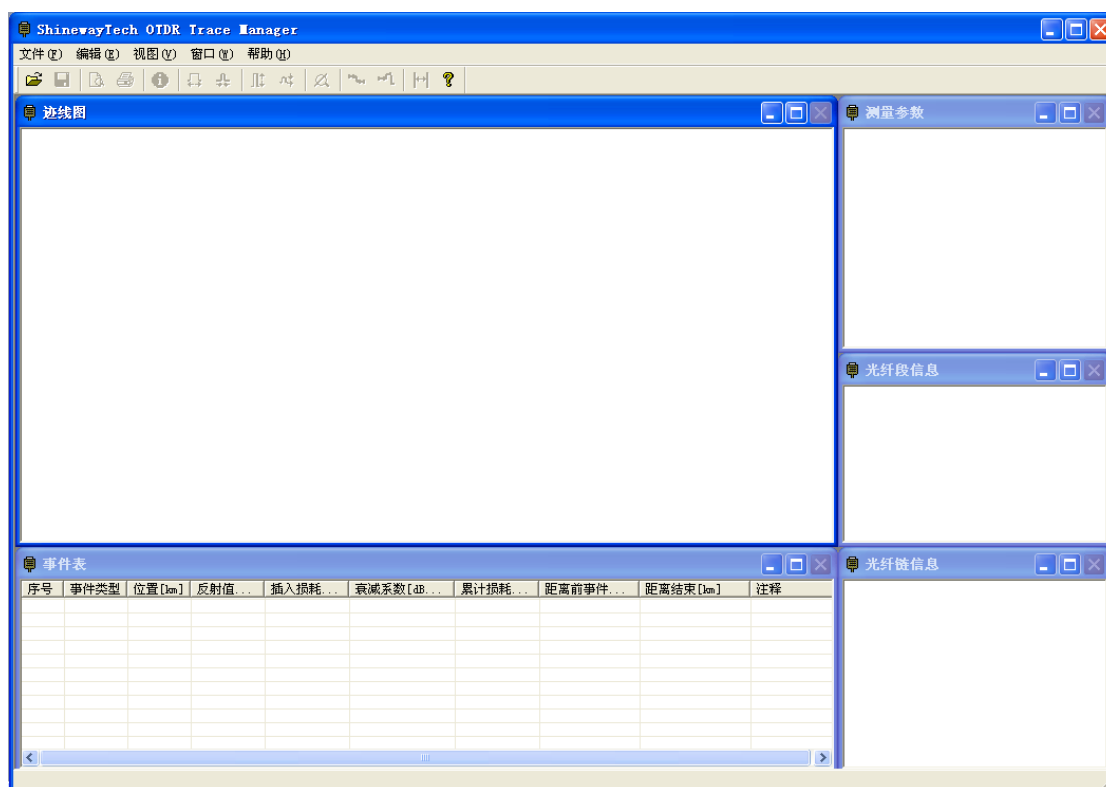 ShinewayTech OTDR Trace Manager
文件(F) 编辑(E) 视图(V) 窗口(W) 帮助(H)
迹线图
测量参数
光纤段信息
事件表
光纤链信息
序号 事件类型 位置[km] 反射值... 插入损耗... 衰减系数[dB... 累计损耗... 距离前事件... 距离结束[km] 注释